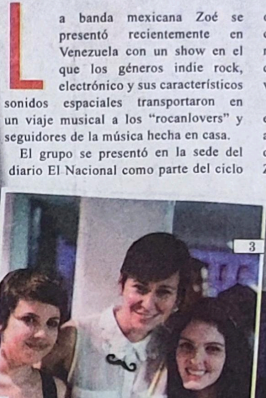 La banda mexicana Zoé se
presentó recientemente en
Venezuela con un show en el
que los géneros indie rock,
electrónico y sus característicos
sonidos espaciales transportaron en
un viaje musical a los “rocanlovers” y
seguidores de la música hecha en casa.
El grupo se presentó en la sede del
diario El Nacional como parte del ciclo
3